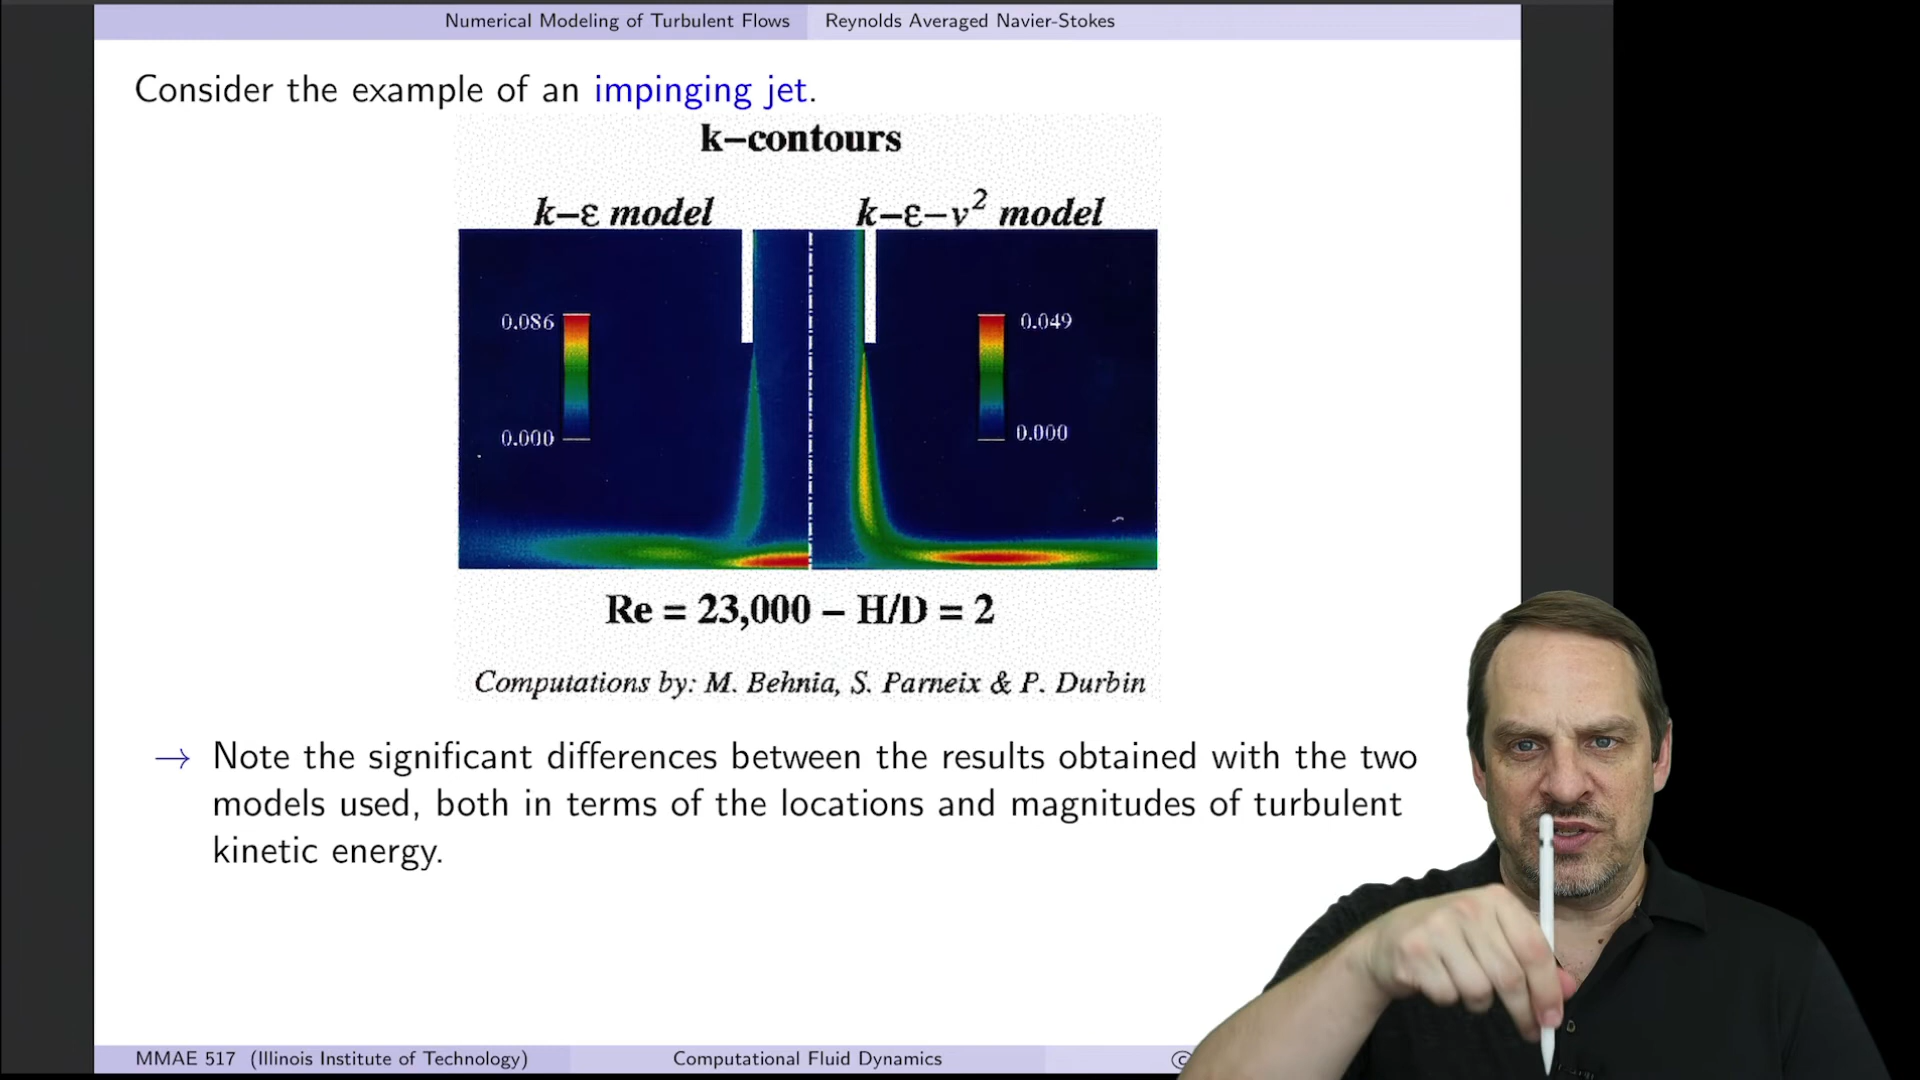 Numerical Modeling of Turbulent Flows Reynolds Averaged Navier-Stokes
Consider the example of an impinging jet.
k–contours
k–ε model k–ε–v² model
0.086 0.049
0.000 0.000
Re = 23,000 – H/D = 2
Computations by: M. Behnia, S. Parneix & P. Durbin
→ Note the significant differences between the results obtained with the two
models used, both in terms of the locations and magnitudes of turbulent
kinetic energy.
MMAE 517 (Illinois Institute of Technology) Computational Fluid Dynamics ©